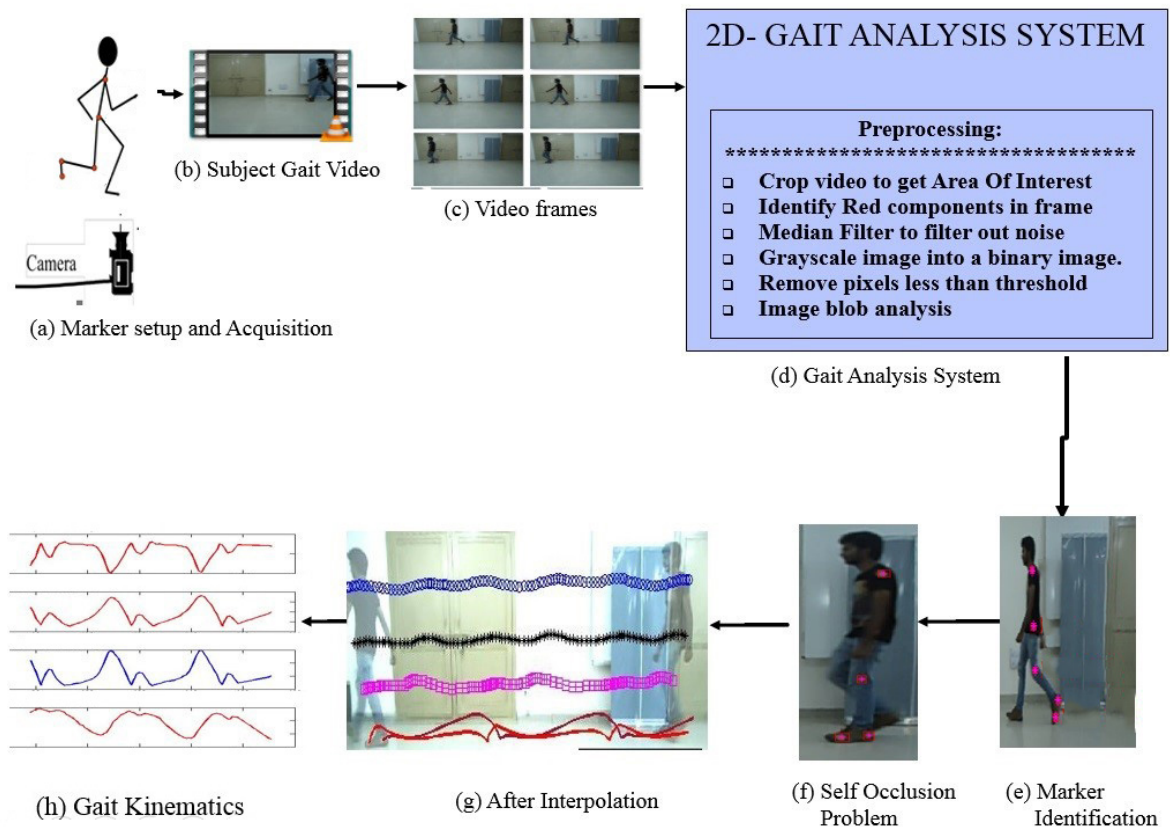 2D- GAIT ANALYSIS SYSTEM
Preprocessing:
************************************
Crop video to get Area Of Interest
Identify Red components in frame
Median Filter to filter out noise
Grayscale image into a binary image.
Remove pixels less than threshold
Image blob analysis
(b) Subject Gait Video
(c) Video frames
Camera
(a) Marker setup and Acquisition
(d) Gait Analysis System
(h) Gait Kinematics
(g) After Interpolation
(f) Self Occlusion
Problem
(e) Marker
Identification